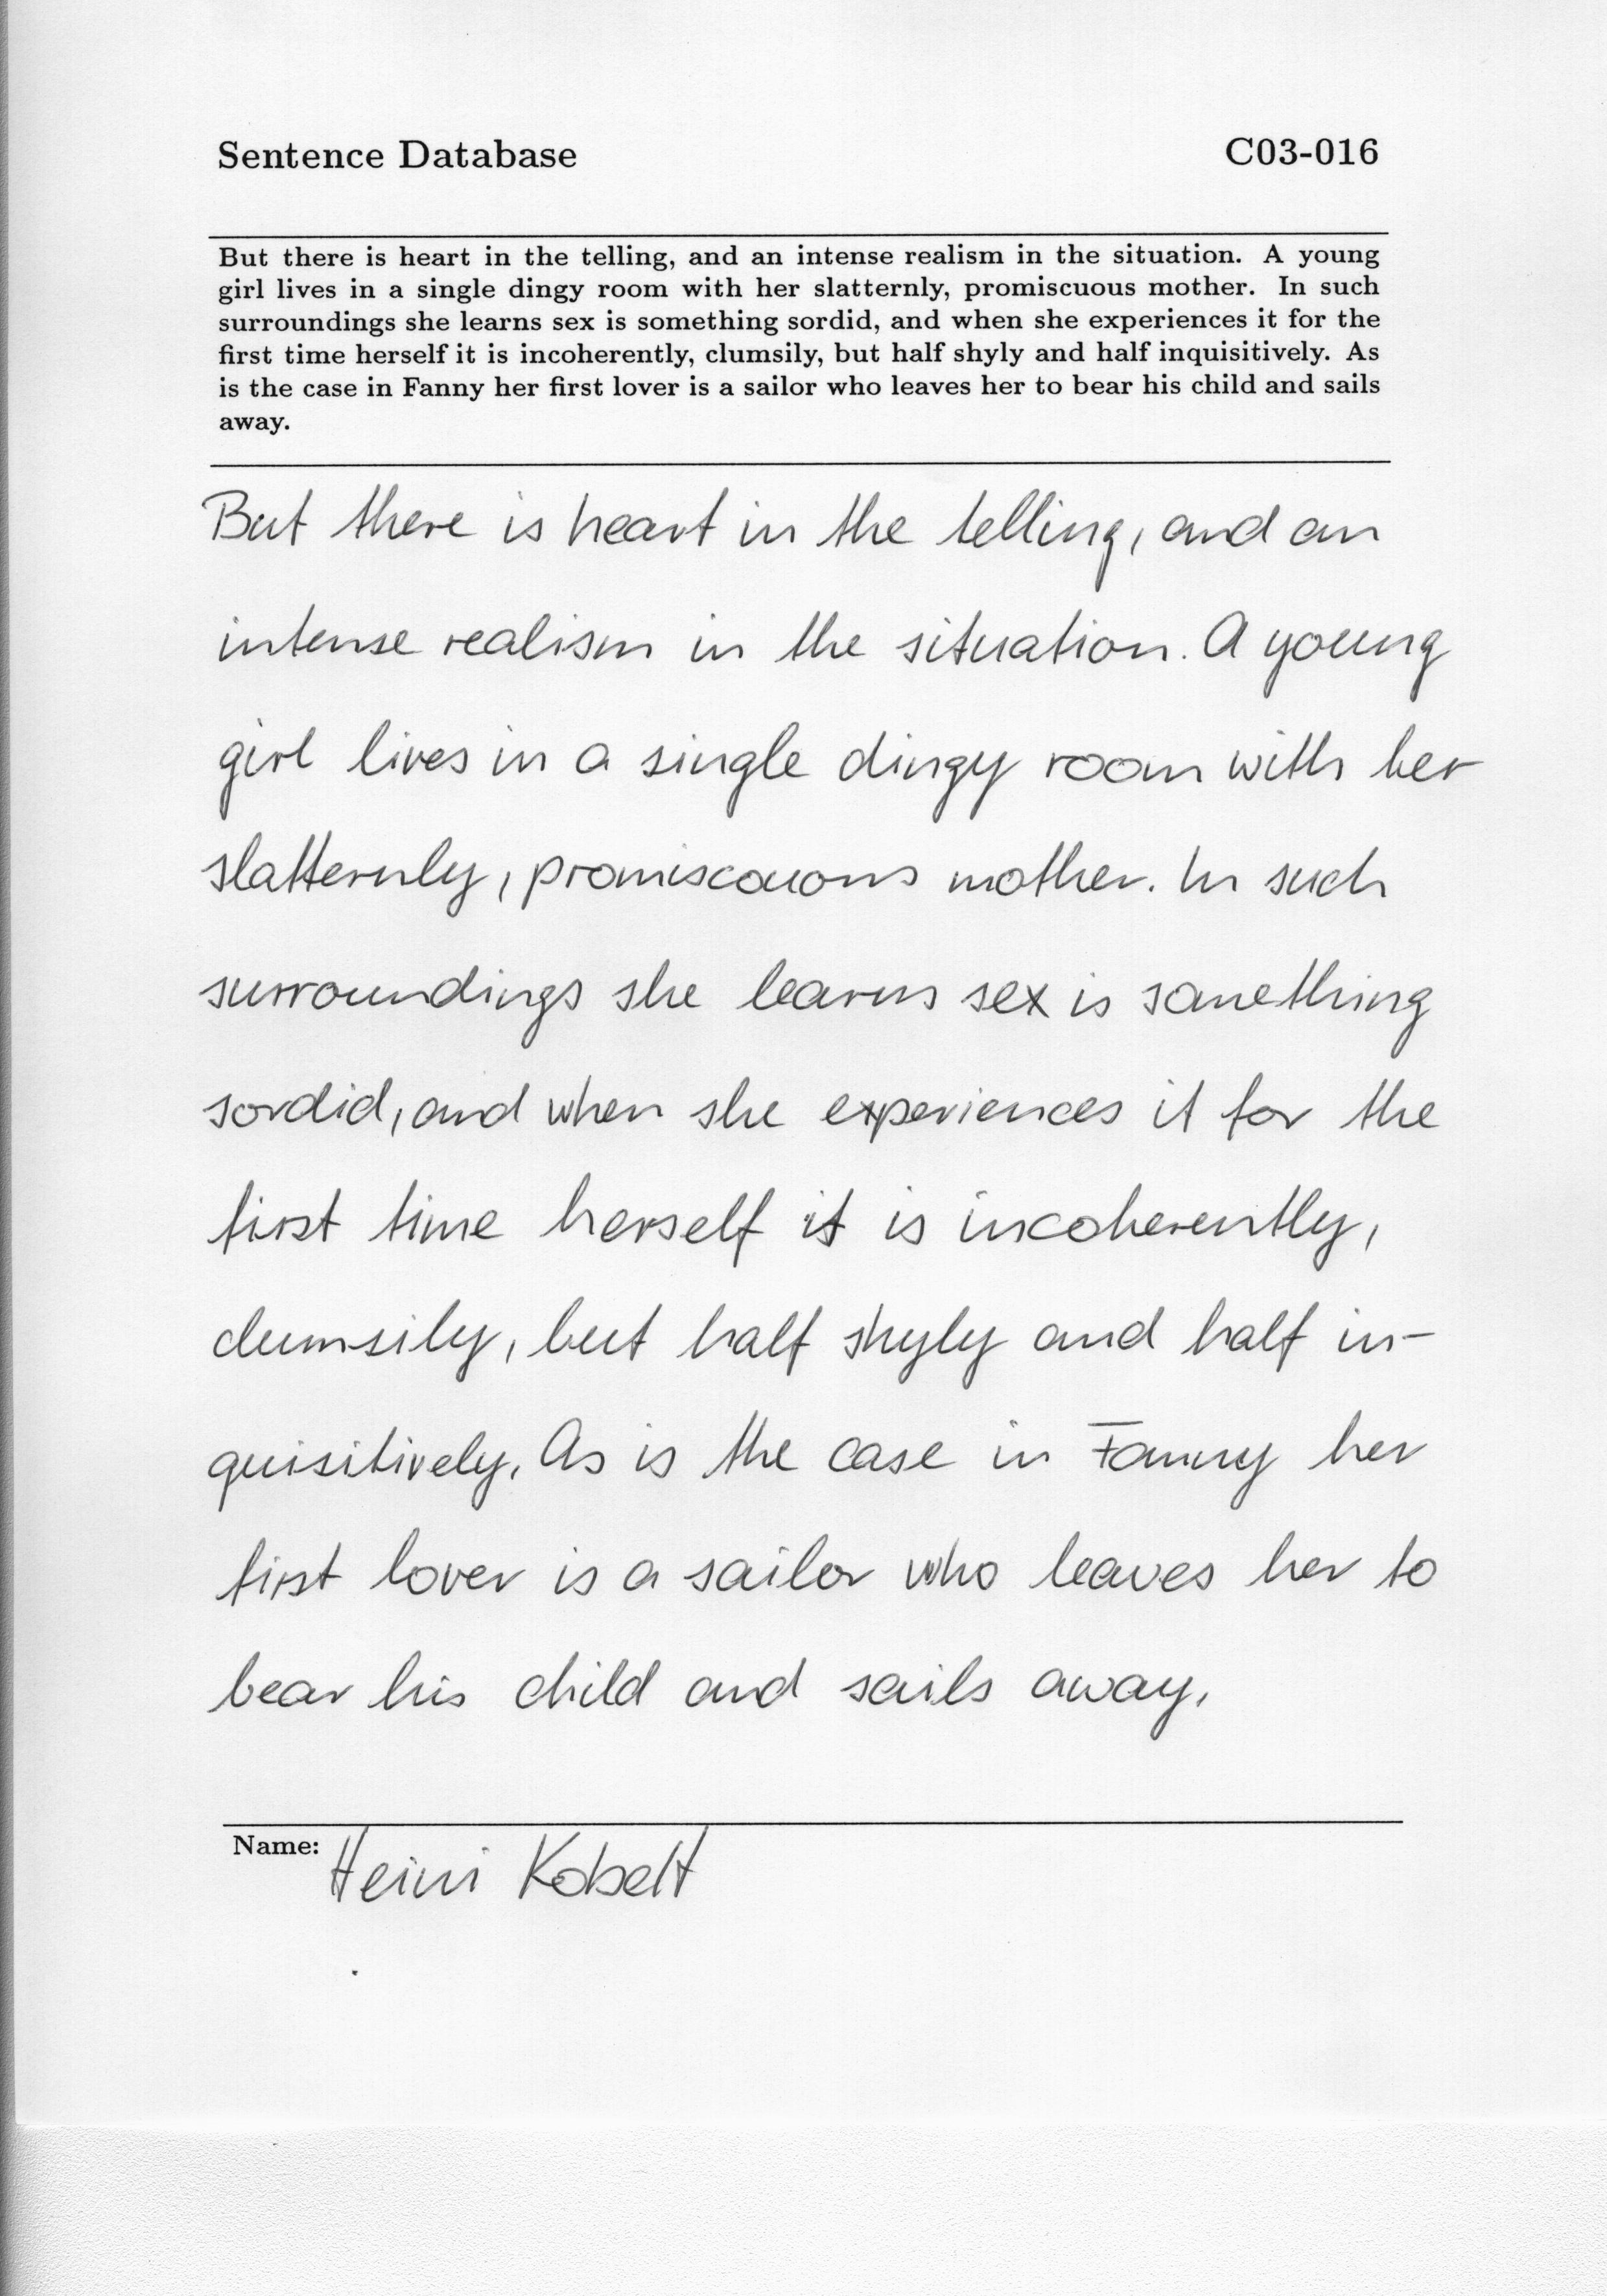 Sentence Database C03-016
But there is heart in the telling, and an intense realism in the situation. A young
girl lives in a single dingy room with her slatternly, promiscuous mother. In such
surroundings she learns sex is something sordid, and when she experiences it for the
first time herself it is incoherently, clumsily, but half shyly and half inquisitively. As
is the case in Fanny her first lover is a sailor who leaves her to bear his child and sails
away.
But there is heart in the telling, and an
intense realism in the situation. A young
girl lives in a single dingy room with her
slatternly, promiscouous mother. In such
surroundings she learns sex is something
sordid, and when she experiences it for the
first time herself it is incoherently,
clumsily, but half shyly and half in-
quisitively. As is the case in Fanny her
first lover is a sailor who leaves her to
bear his child and sails away.
Name: Heini Kobelt